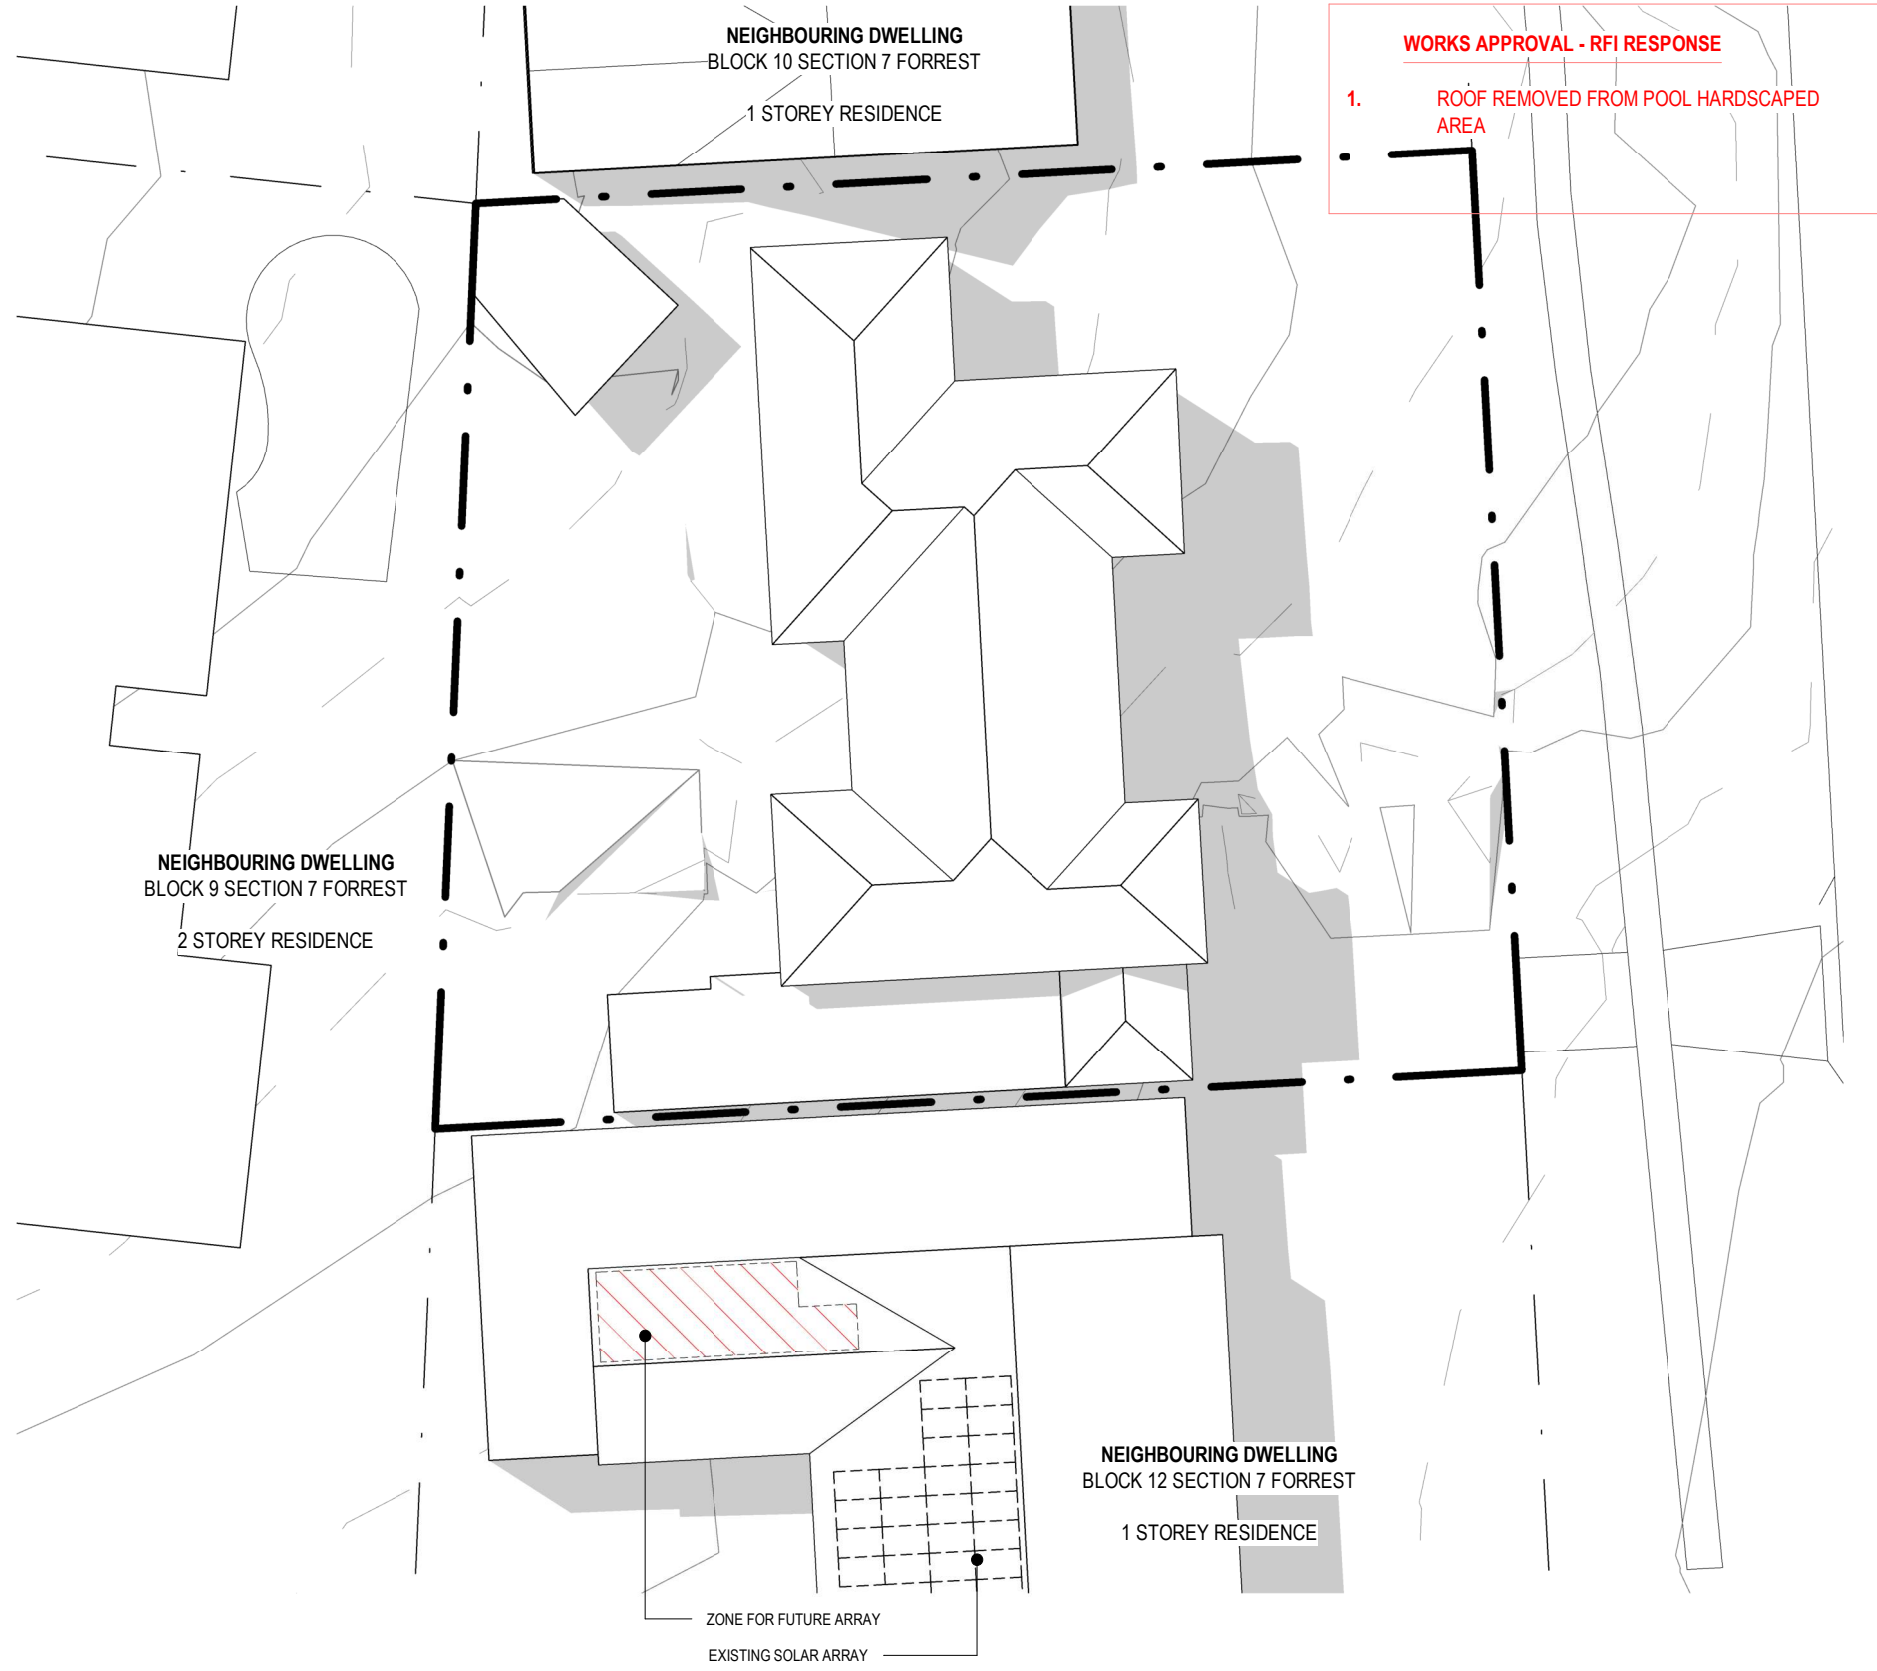 NEIGHBOURING DWELLING
BLOCK 10 SECTION 7 FORREST
1 STOREY RESIDENCE
WORKS APPROVAL - RFI RESPONSE
1. ROOF REMOVED FROM POOL HARDSCAPED
AREA
NEIGHBOURING DWELLING
BLOCK 9 SECTION 7 FORREST
2 STOREY RESIDENCE
NEIGHBOURING DWELLING
BLOCK 12 SECTION 7 FORREST
1 STOREY RESIDENCE
ZONE FOR FUTURE ARRAY
EXISTING SOLAR ARRAY